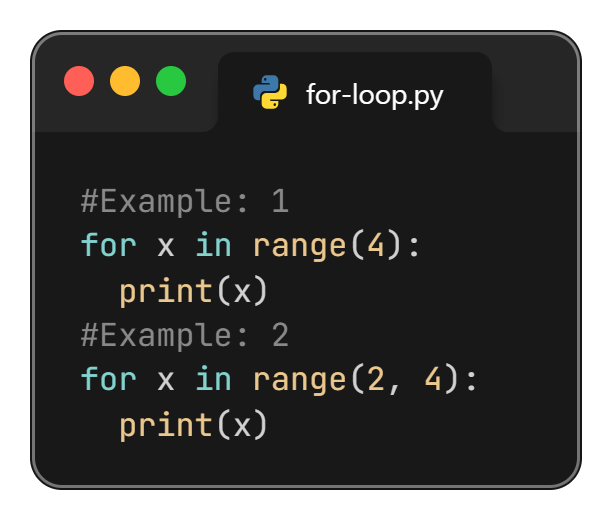 for-loop.py
#Example: 1
for x in range(4):
  print(x)
#Example: 2
for x in range(2, 4):
  print(x)